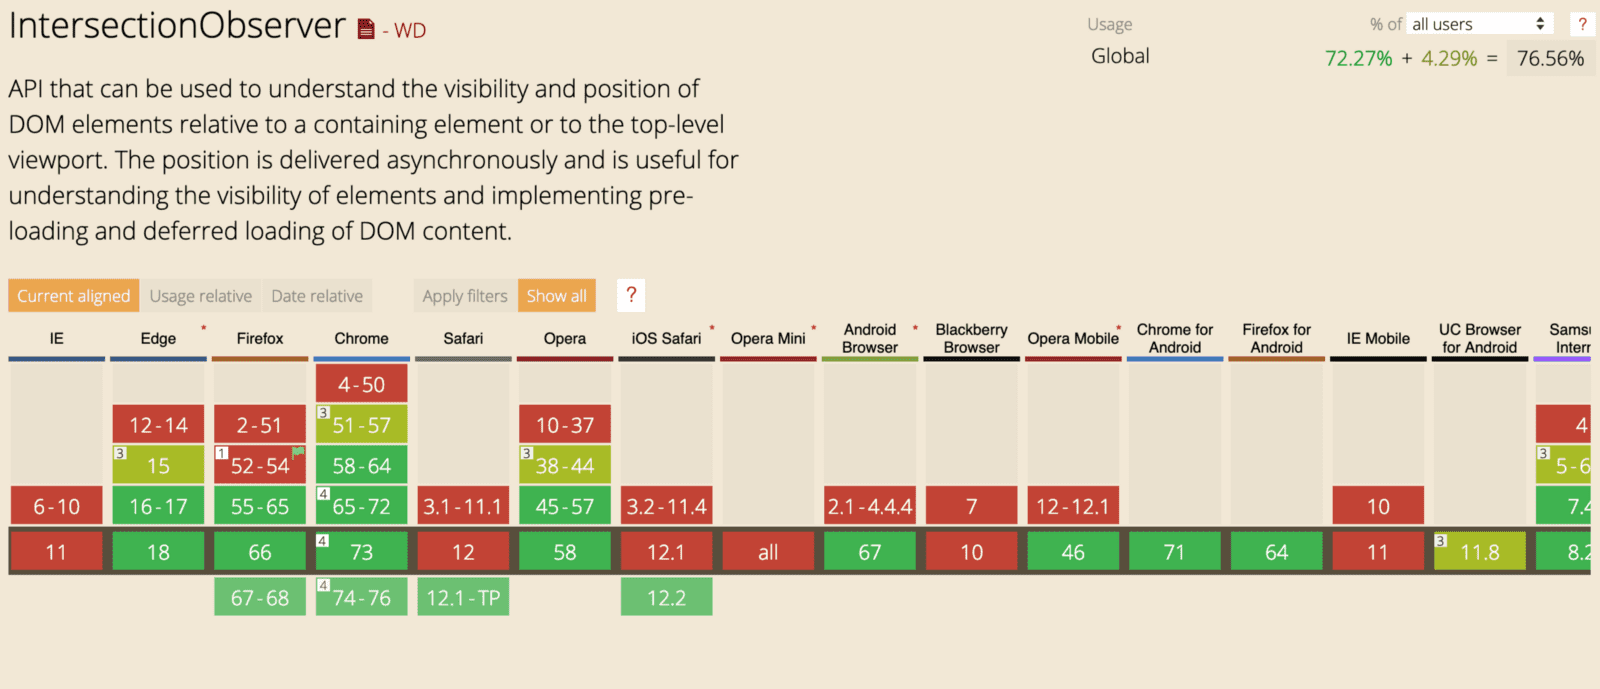 IntersectionObserver - WD
Usage % of all users ?
Global 72.27% + 4.29% = 76.56%
API that can be used to understand the visibility and position of
DOM elements relative to a containing element or to the top-level
viewport. The position is delivered asynchronously and is useful for
understanding the visibility of elements and implementing pre-
loading and deferred loading of DOM content.
Current aligned Usage relative Date relative Apply filters Show all ?
IE Edge * Firefox Chrome Safari Opera iOS Safari * Opera Mini * Android Browser * Blackberry Browser Opera Mobile * Chrome for Android Firefox for Android IE Mobile UC Browser for Android
4-50
12-14 2-51 3 51-57 10-37 4
3 15 1 52-54 58-64 3 38-44 3 5-6
6-10 16-17 55-65 4 65-72 3.1-11.1 45-57 3.2-11.4 2.1-4.4.4 7 12-12.1 10 7.4
11 18 66 4 73 12 58 12.1 all 67 10 46 71 64 11 3 11.8 8.2
67-68 4 74-76 12.1-TP 12.2